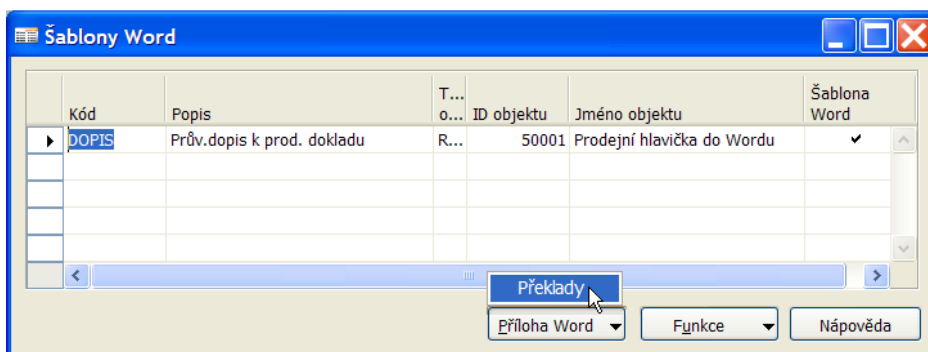 Šablony Word
Kód Popis T... o... ID objektu Jméno objektu Šablona Word
DOPIS Prův.dopis k prod. dokladu R... 50001 Prodejní hlavička do Wordu
Překlady
Příloha Word Funkce Nápověda